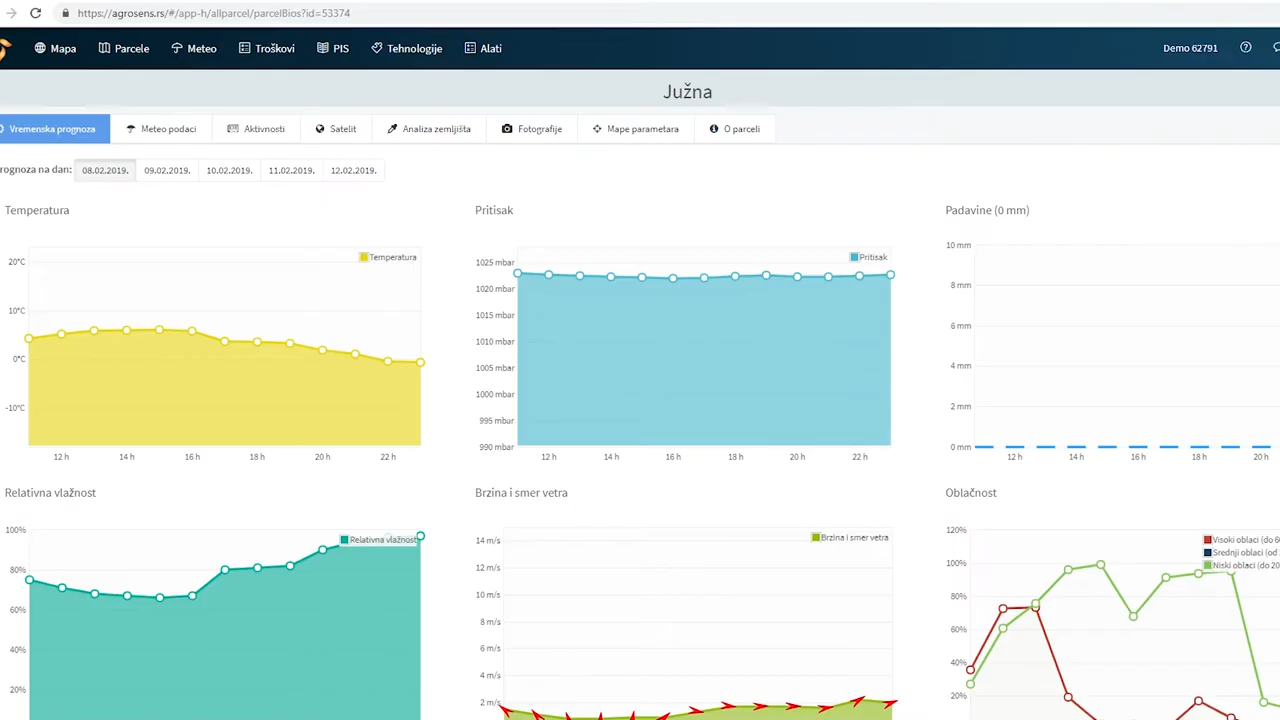 https://agrosens.rs/#/app-h/allparcel/parcelBios?id=53374
Mapa Parcele Meteo Troškovi PIS Tehnologije Alati Demo 62791
Južna
Vremenska prognoza Meteo podaci Aktivnosti Satelit Analiza zemljišta Fotografije Mape parametara O parceli
rognoza na dan: 08.02.2019. 09.02.2019. 10.02.2019. 11.02.2019. 12.02.2019.
Temperatura
Temperatura
20°C
10°C
0°C
-10°C
12 h 14 h 16 h 18 h 20 h 22 h
Pritisak
Pritisak
1025 mbar
1020 mbar
1015 mbar
1010 mbar
1005 mbar
1000 mbar
995 mbar
990 mbar
12 h 14 h 16 h 18 h 20 h 22 h
Padavine (0 mm)
10 mm
8 mm
6 mm
4 mm
2 mm
0 mm
12 h 14 h 16 h 18 h 20 h
Relativna vlažnost
Relativna vlažnost
100%
80%
60%
40%
20%
Brzina i smer vetra
Brzina i smer vetra
14 m/s
12 m/s
10 m/s
8 m/s
6 m/s
4 m/s
2 m/s
Oblačnost
Visoki oblaci (do 6
Srednji oblaci (od
Niski oblaci (do 20
120%
100%
80%
60%
40%
20%